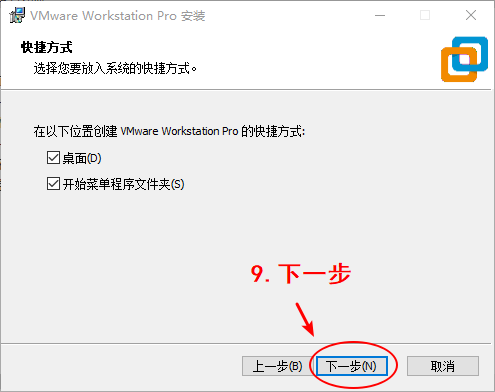 VMware Workstation Pro 安装
快捷方式
选择您要放入系统的快捷方式。
在以下位置创建 VMware Workstation Pro 的快捷方式:
桌面(D)
开始菜单程序文件夹(S)
9.下一步
上一步(B) 下一步(N) 取消